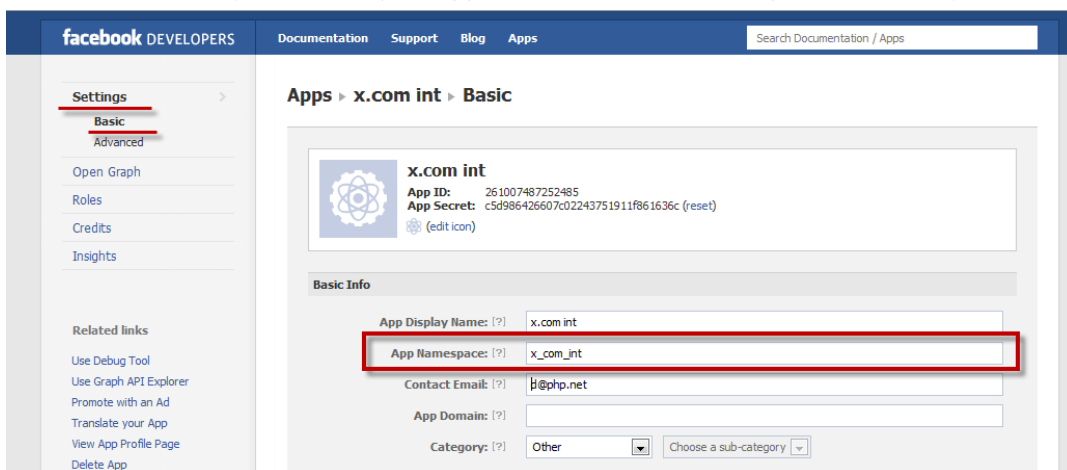 facebook DEVELOPERS
Documentation Support Blog Apps
Search Documentation / Apps
Settings
Basic
Advanced
Open Graph
Roles
Credits
Insights
Related links
Use Debug Tool
Use Graph API Explorer
Promote with an Ad
Translate your App
View App Profile Page
Delete App
Apps ▸ x.com int ▸ Basic
x.com int
App ID: 261007487252485
App Secret: c5d986426607c02243751911f861636c (reset)
(edit icon)
Basic Info
App Display Name: [?] x.com int
App Namespace: [?] x_com_int
Contact Email: [?] d@php.net
App Domain: [?]
Category: [?] Other Choose a sub-category